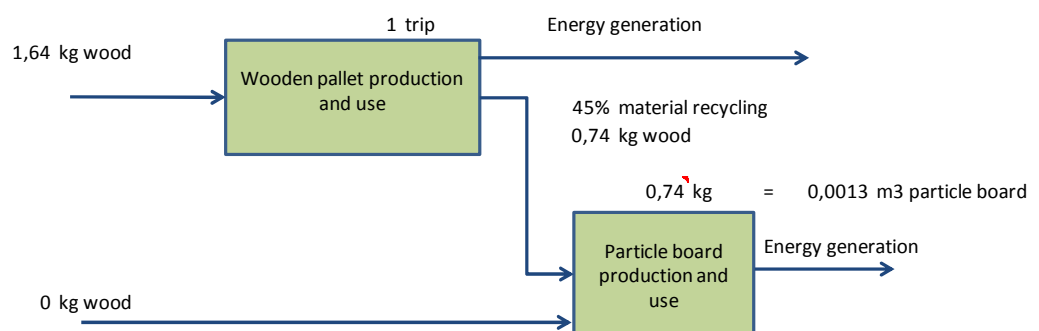 1 trip
Energy generation
1,64 kg wood
Wooden pallet production
and use
45% material recycling
0,74 kg wood
0,74 kg = 0,0013 m3 particle board
Particle board
production and
use
Energy generation
0 kg wood